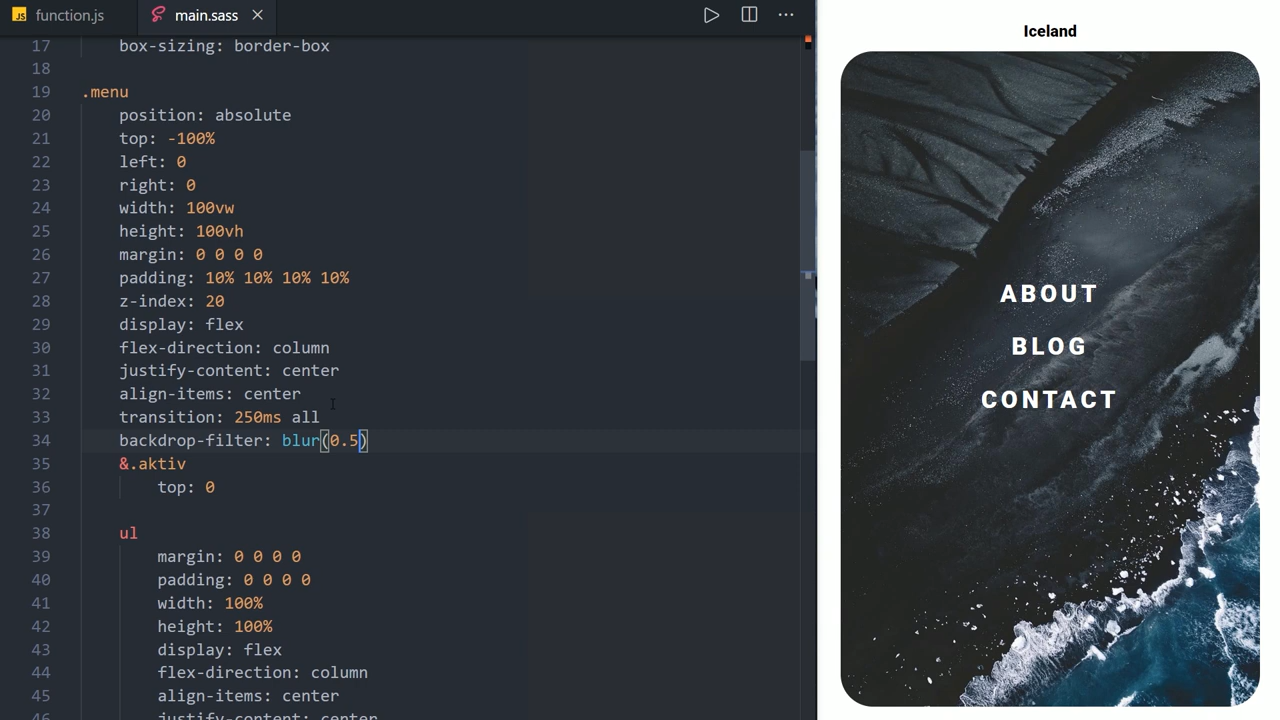 JS function.js
main.sass
17 box-sizing: border-box
18
19 .menu
20 position: absolute
21 top: -100%
22 left: 0
23 right: 0
24 width: 100vw
25 height: 100vh
26 margin: 0 0 0 0
27 padding: 10% 10% 10% 10%
28 z-index: 20
29 display: flex
30 flex-direction: column
31 justify-content: center
32 align-items: center
33 transition: 250ms all
34 backdrop-filter: blur(0.5)
35 &.aktiv
36 top: 0
37
38 ul
39 margin: 0 0 0 0
40 padding: 0 0 0 0
41 width: 100%
42 height: 100%
43 display: flex
44 flex-direction: column
45 align-items: center
46 justify-content: center
Iceland
ABOUT
BLOG
CONTACT